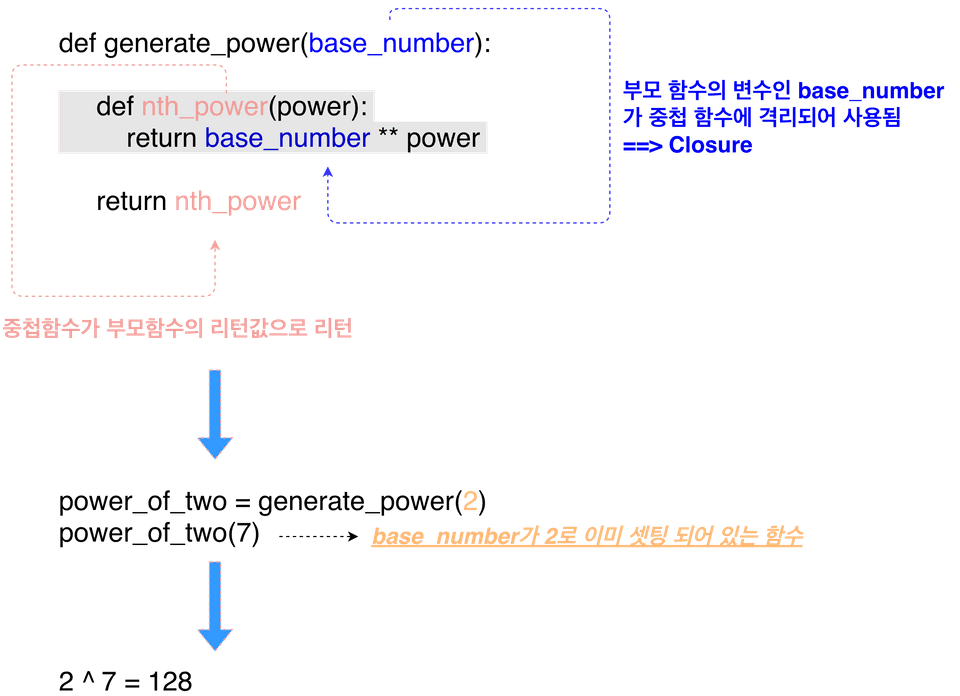 def generate_power(base_number):
def nth_power(power):
return base_number ** power
return nth_power
부모 함수의 변수인 base_number
가 중첩 함수에 격리되어 사용됨
==> Closure
중첩함수가 부모함수의 리턴값으로 리턴
power_of_two = generate_power(2)
power_of_two(7)
base_number가 2로 이미 셋팅 되어 있는 함수
2 ^ 7 = 128